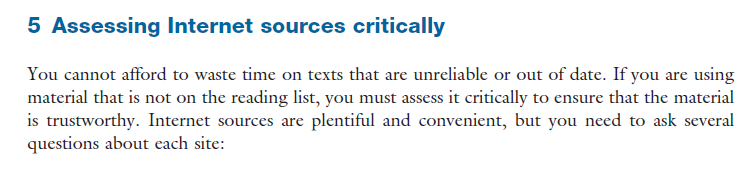 5 Assessing Internet sources critically
You cannot afford to waste time on texts that are unreliable or out of date. If you are using
material that is not on the reading list, you must assess it critically to ensure that the material
is trustworthy. Internet sources are plentiful and convenient, but you need to ask several
questions about each site: